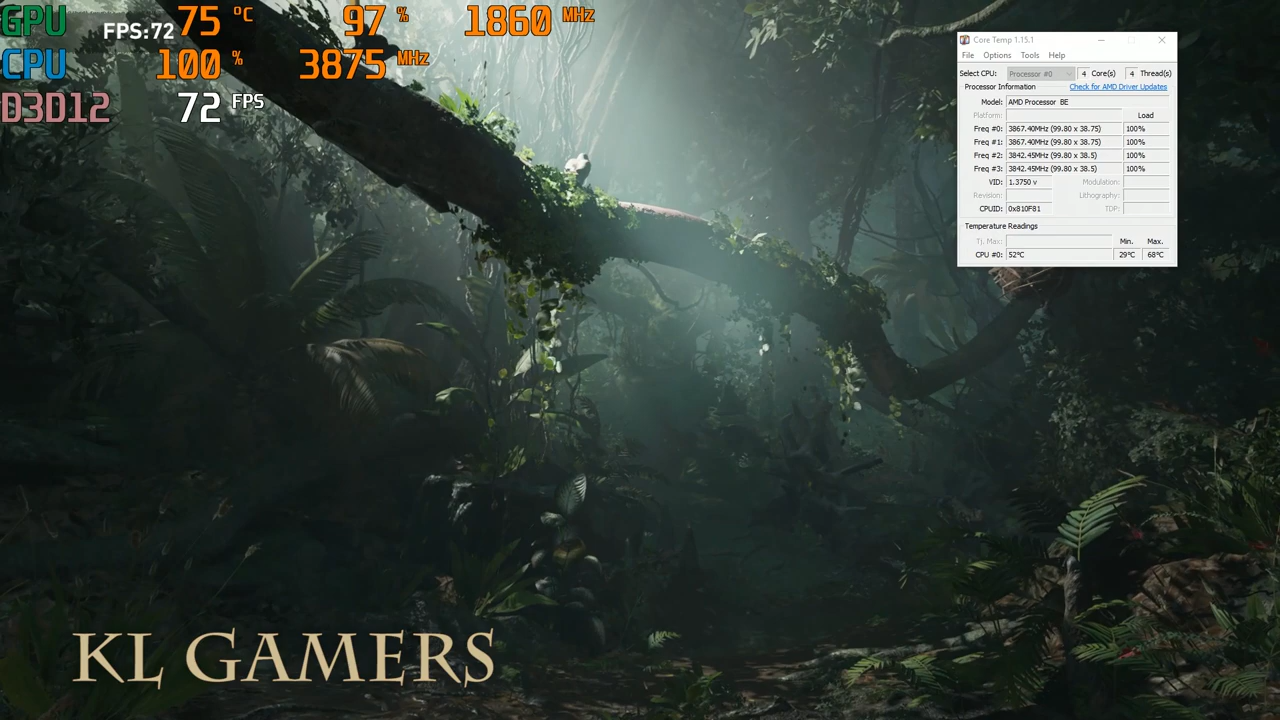 GPU FPS:72 75 °C 97 % 1860 MHz
CPU 100 % 3875 MHz
D3D12 72 FPS
Core Temp 1.15.1
File Options Tools Help
Select CPU: Processor #0 4 Core(s) 4 Thread(s)
Processor Information Check for AMD Driver Updates
Model: AMD Processor BE
Platform: Load
Freq #0: 3867.40MHz (99.80 x 38.75) 100%
Freq #1: 3867.40MHz (99.80 x 38.75) 100%
Freq #2: 3842.45MHz (99.80 x 38.5) 100%
Freq #3: 3842.45MHz (99.80 x 38.5) 100%
VID: 1.3750 v Modulation:
Revision: Lithography:
CPUID: 0x810F81 TDP:
Temperature Readings
Tj. Max: Min. Max.
CPU #0: 52°C 29°C 68°C
KL GAMERS